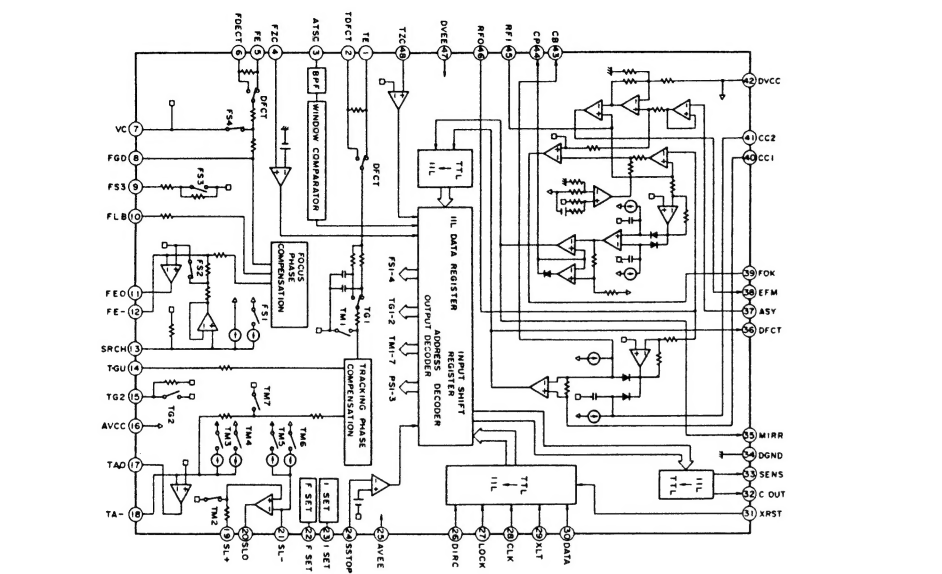 FDECT 6
FE 5
FZC 4
ATSC 3
TDFCT 2
TE 1
TZC 48
DVEE 47
RFO 46
RFI 45
CP 44
CB 43
VC 7
FGD 8
FS3 9
FLB 10
FEO 11
FE- 12
SRCH 13
TGU 14
TG2 15
AVCC 16
TAO 17
TA- 18
42 DVCC
41 CC2
40 CC1
39 FOK
38 EFM
37 ASY
36 DFCT
35 MIRR
34 DGND
33 SENS
32 C OUT
31 XRST
19 SL+
20 SLO
21 SL-
22 F SET
23 I SET
24 SSTOP
25 AVEE
26 DIRC
27 LOCK
28 CLK
29 XLT
30 DATA
DFCT
FS4
BPF
WINDOW COMPARATOR
DFCT
FS3
FS2
FS1
FOCUS PHASE
COMPENSATION
TM1
TG1
TRACKING PHASE
COMPENSATION
TTL
IIL
IIL DATA REGISTER
INPUT SHIFT
REGISTER
ADDRESS DECODER
OUTPUT DECODER
FS1-4
TG1-2
TM1-7
PS1-3
TG2
TM7
TM3
TM4
TM5
TM6
TM2
F SET
I SET
TTL
IIL
IIL
TTL